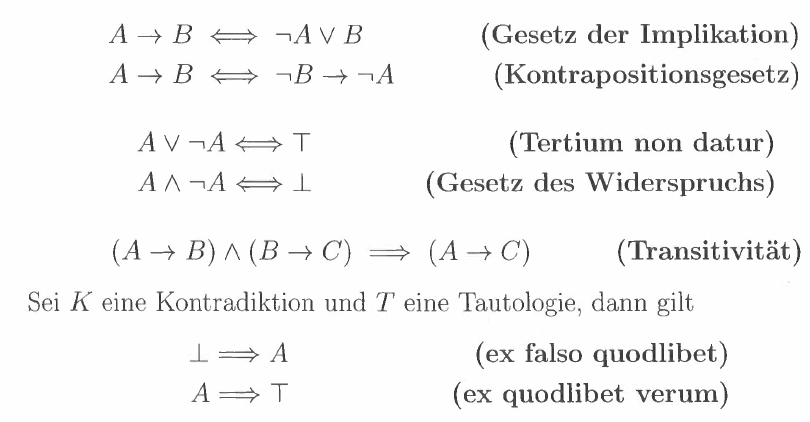 A → B ⟺ ¬A ∨ B (Gesetz der Implikation)
A → B ⟺ ¬B → ¬A (Kontrapositionsgesetz)
A ∨ ¬A ⟺ ⊤ (Tertium non datur)
A ∧ ¬A ⟺ ⊥ (Gesetz des Widerspruchs)
(A → B) ∧ (B → C) ⟹ (A → C) (Transitivität)
Sei K eine Kontradiktion und T eine Tautologie, dann gilt
⊥ ⟹ A (ex falso quodlibet)
A ⟹ ⊤ (ex quodlibet verum)